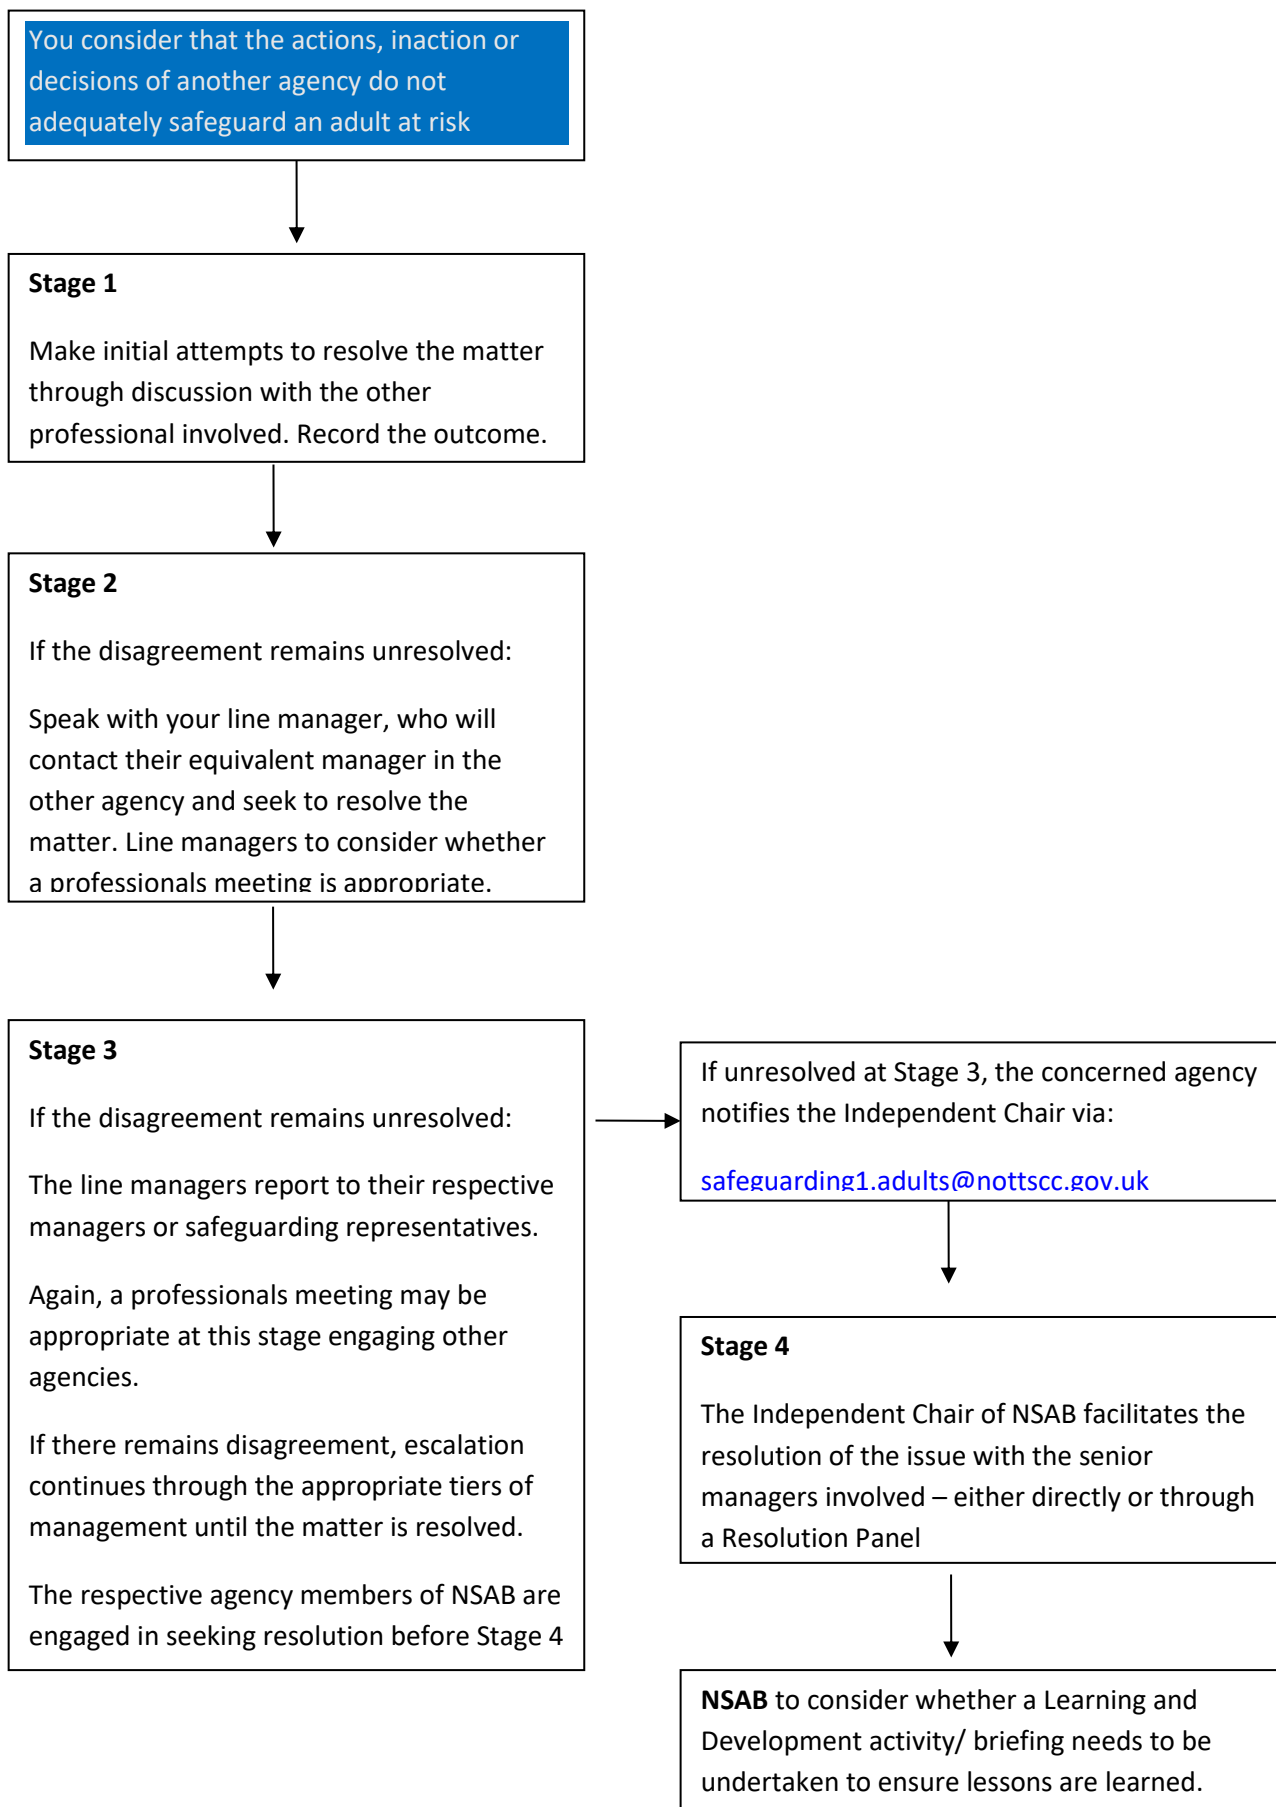 You consider that the actions, inaction or
decisions of another agency do not
adequately safeguard an adult at risk
Stage 1
Make initial attempts to resolve the matter
through discussion with the other
professional involved. Record the outcome.
Stage 2
If the disagreement remains unresolved:
Speak with your line manager, who will
contact their equivalent manager in the
other agency and seek to resolve the
matter. Line managers to consider whether
a professionals meeting is appropriate.
Stage 3
If the disagreement remains unresolved:
The line managers report to their respective
managers or safeguarding representatives.
Again, a professionals meeting may be
appropriate at this stage engaging other
agencies.
If there remains disagreement, escalation
continues through the appropriate tiers of
management until the matter is resolved.
The respective agency members of NSAB are
engaged in seeking resolution before Stage 4
If unresolved at Stage 3, the concerned agency
notifies the Independent Chair via:
safeguarding1.adults@nottscc.gov.uk
Stage 4
The Independent Chair of NSAB facilitates the
resolution of the issue with the senior
managers involved – either directly or through
a Resolution Panel
NSAB to consider whether a Learning and
Development activity/ briefing needs to be
undertaken to ensure lessons are learned.